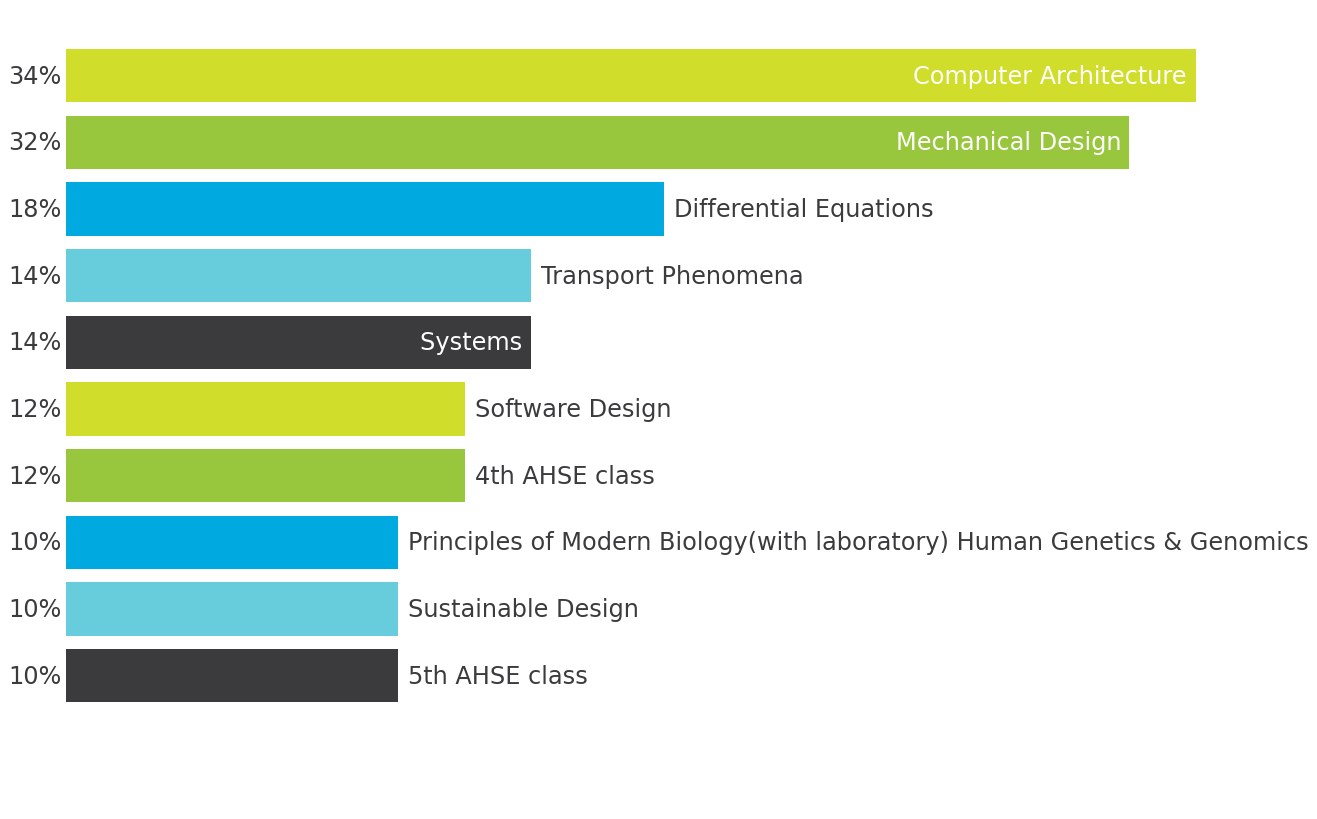 34% Computer Architecture
32% Mechanical Design
18% Differential Equations
14% Transport Phenomena
14% Systems
12% Software Design
12% 4th AHSE class
10% Principles of Modern Biology(with laboratory) Human Genetics & Genomics
10% Sustainable Design
10% 5th AHSE class